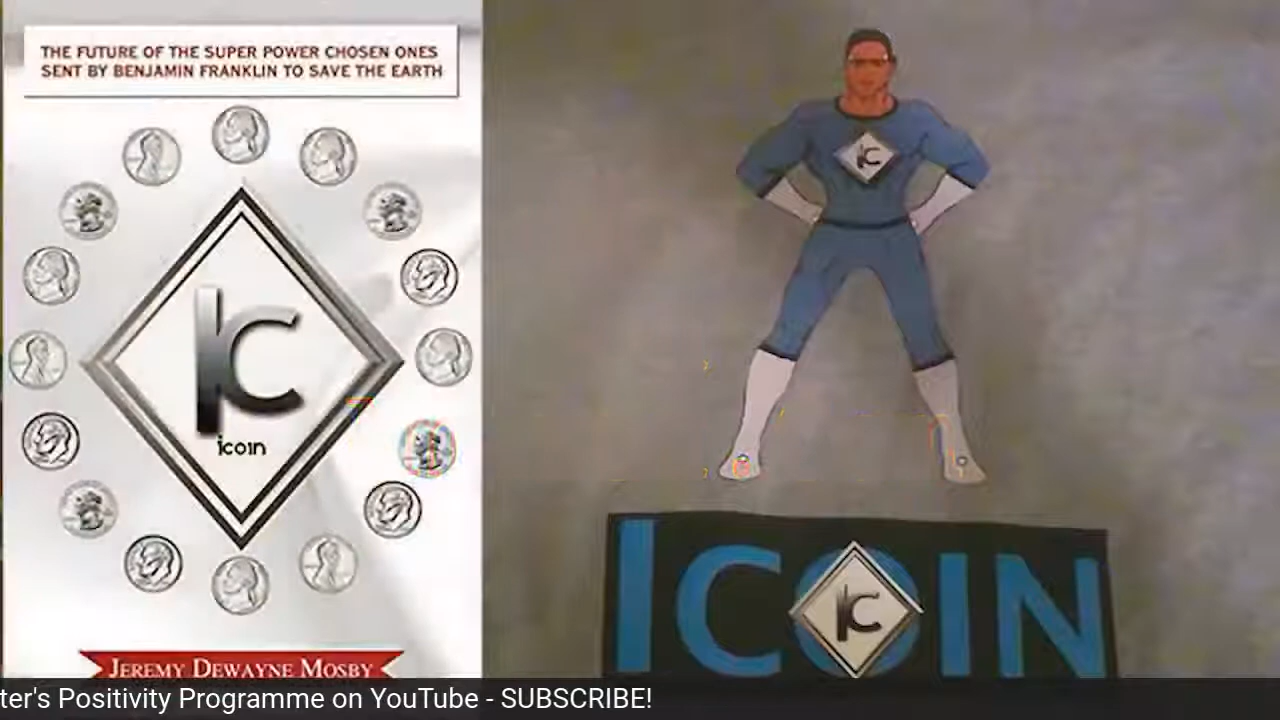 THE FUTURE OF THE SUPER POWER CHOSEN ONES
SENT BY BENJAMIN FRANKLIN TO SAVE THE EARTH
IC
icoin
JEREMY DEWAYNE MOSBY
IC
ICOIN
IC
ter's Positivity Programme on YouTube - SUBSCRIBE!